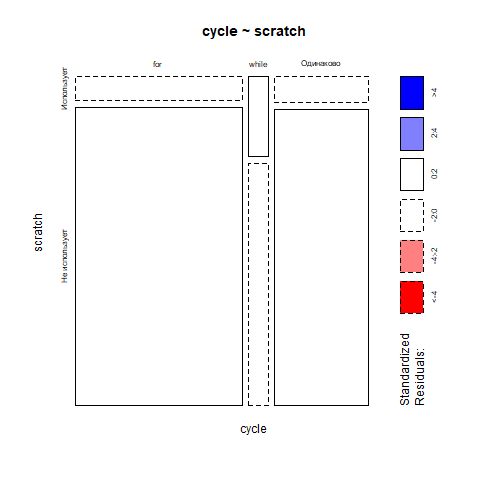 cycle ~ scratch
for
while
Одинаково
Использует
Не использует
scratch
cycle
>4
2:4
0:2
-2:0
-4:-2
<-4
Standardized
Residuals: